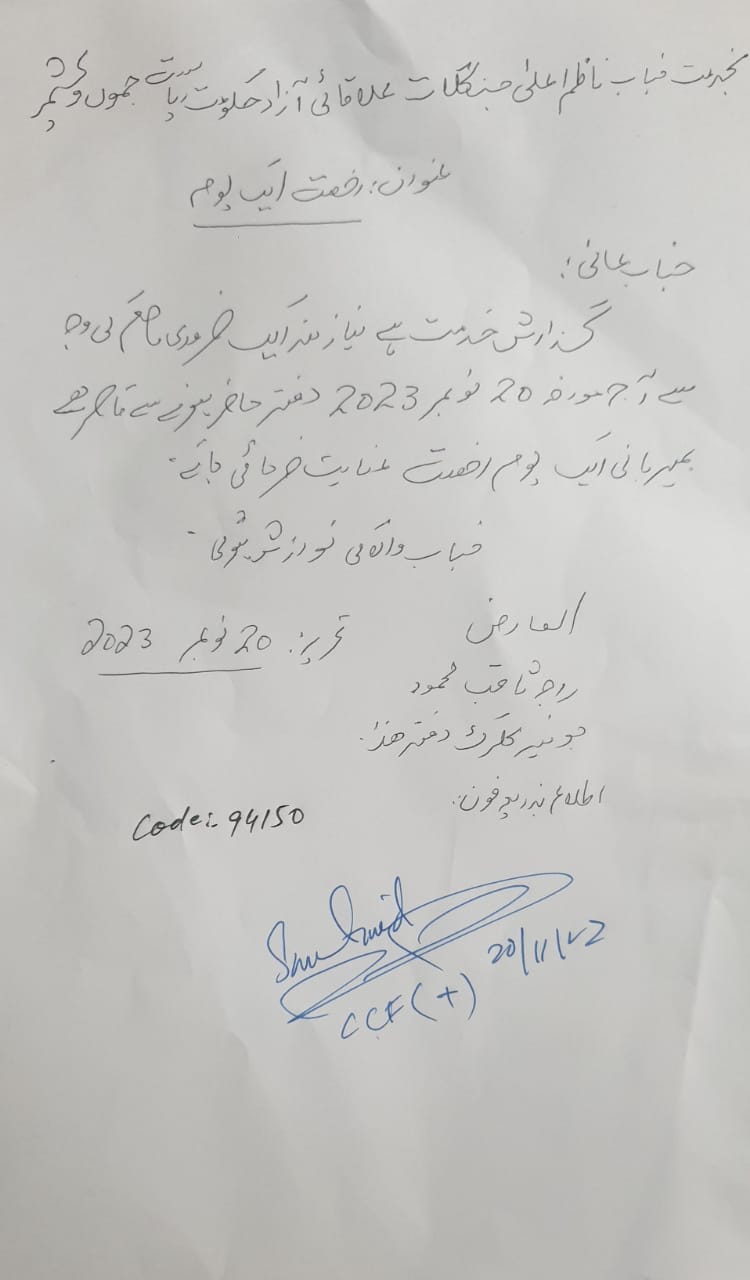 بخدمت جناب ناظم اعلیٰ جنگلات علاقائی آزاد حکومت ریاست جموں و کشمیر
عنوان: رخصت ایک یوم
جناب عالی:
گزارش خدمت ہے نیاز مند ایک ضروری کام کی وجہ
سے آج مورخہ 20 نومبر 2023 دفتر حاضر ہونے سے قاصر ہے
بمہربانی ایک یوم رخصت عنایت فرمائی جائے۔
جناب والا کی نوازش ہوگی۔
العارض
تحریر: 20 نومبر 2023
راجہ ثاقب محمود
جونئیر کلرک دفتر ھذا۔
اطلاع بذریعہ فون:
Code:- 94150
20/11/
CCF (T)